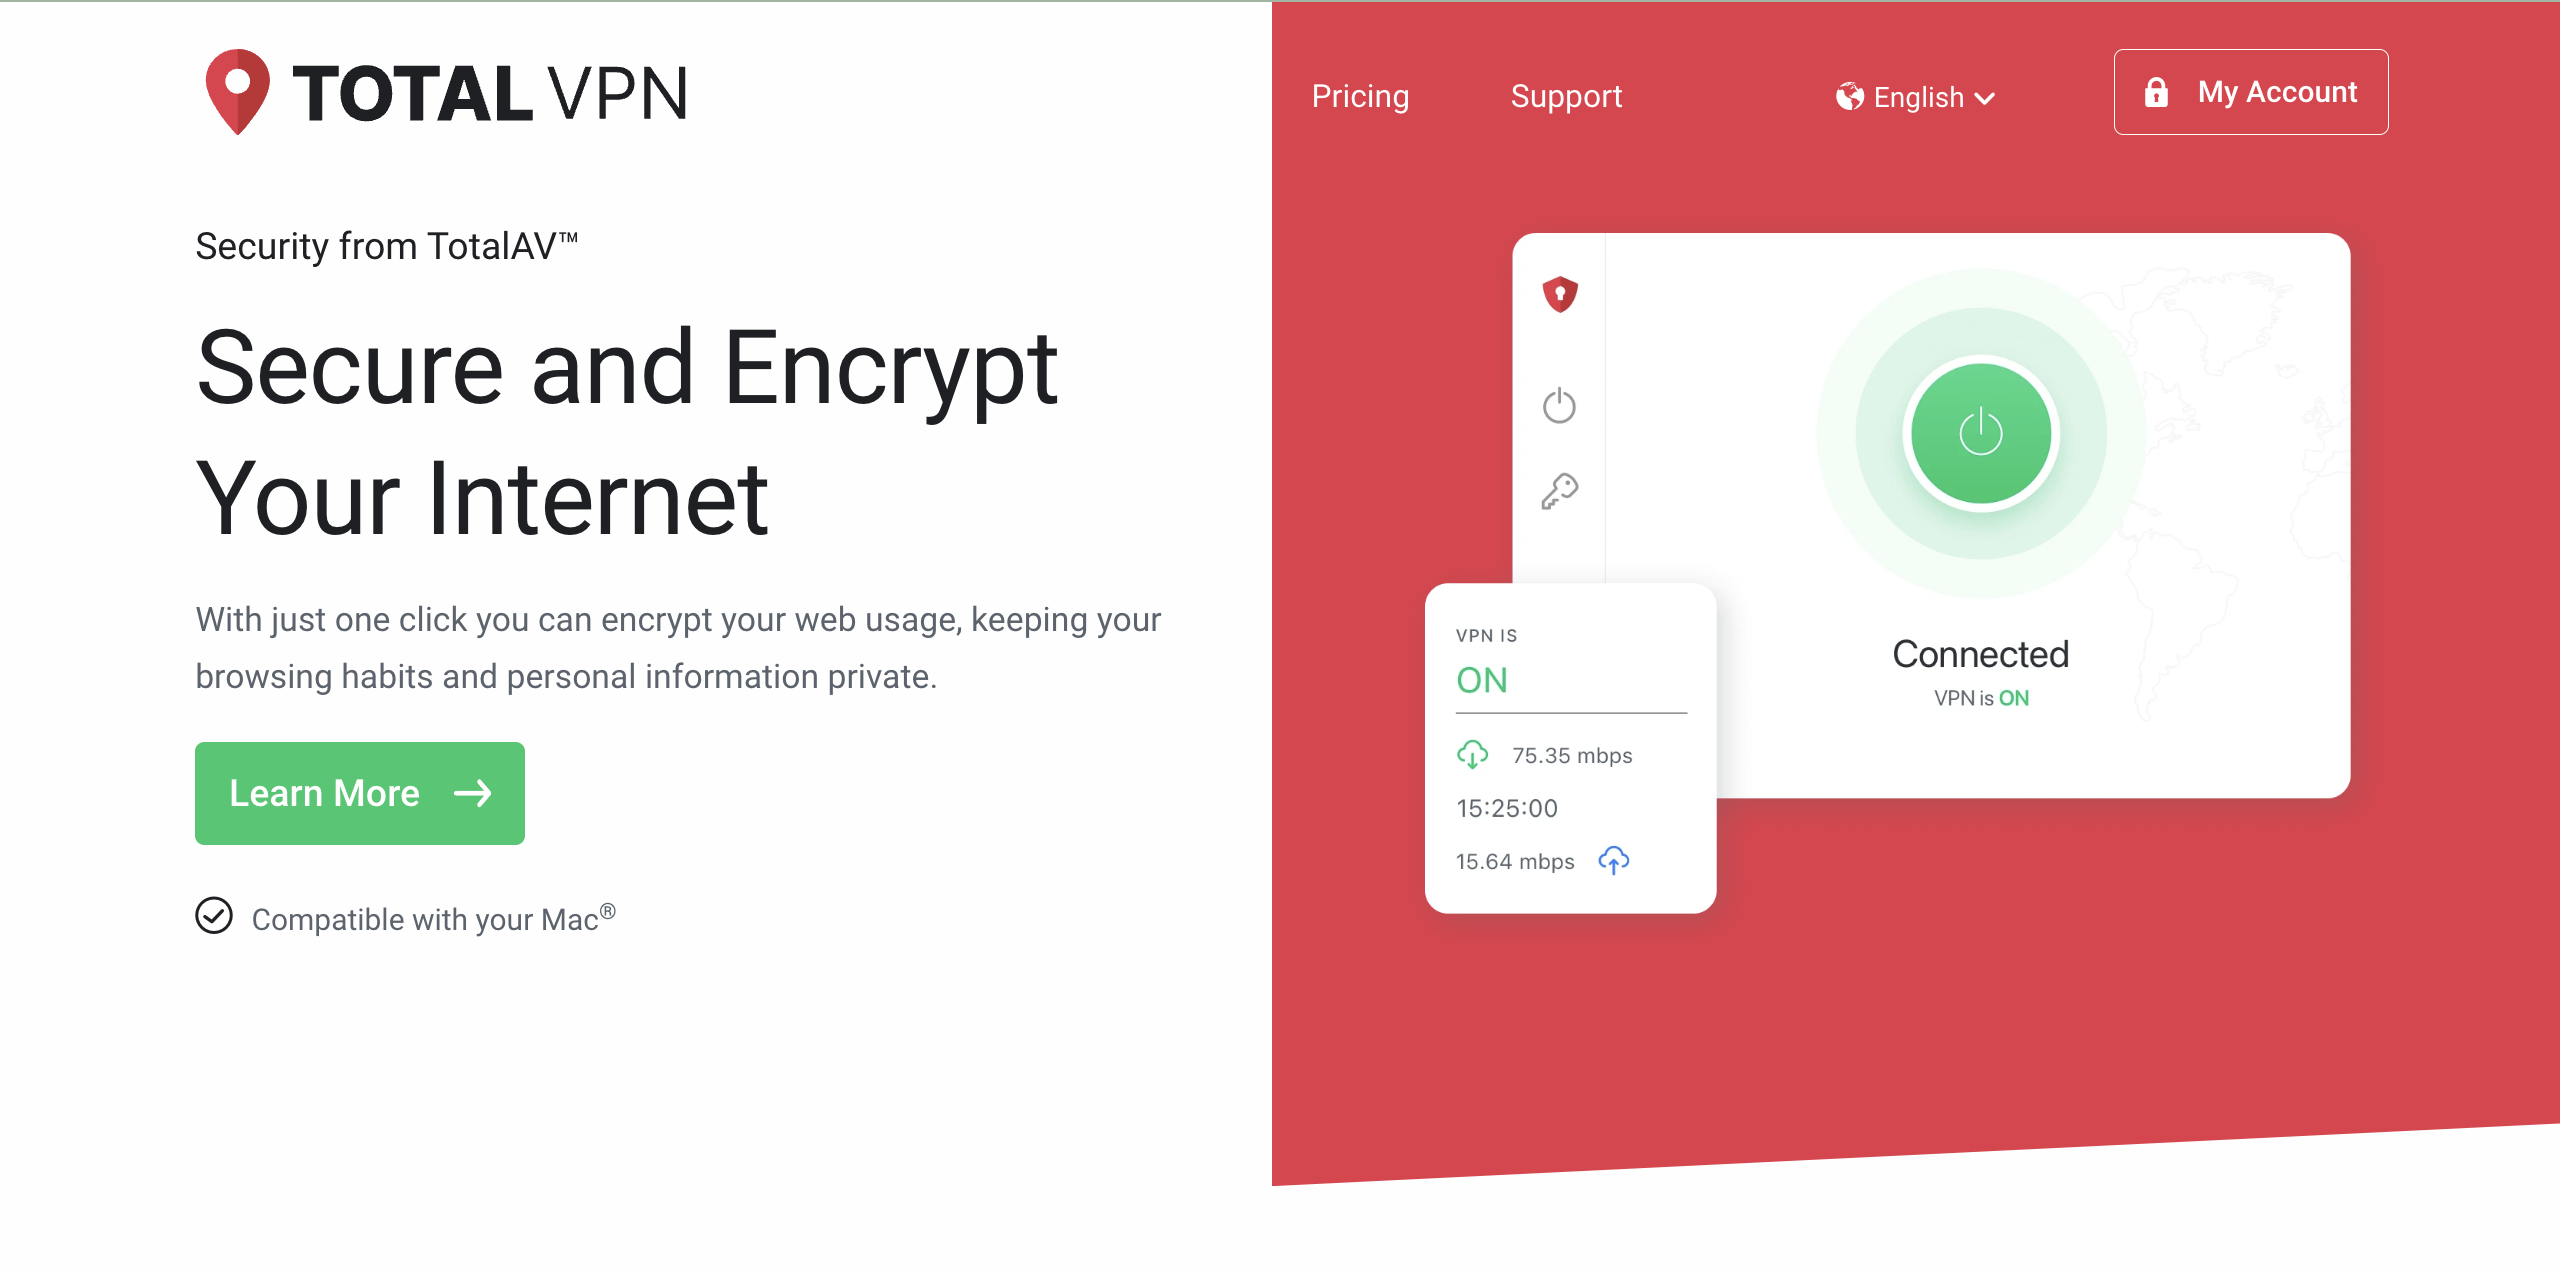 TOTAL VPN
Pricing
Support
English
My Account
Security from TotalAV™
Secure and Encrypt
Your Internet
With just one click you can encrypt your web usage, keeping your
browsing habits and personal information private.
Learn More
Compatible with your Mac®
Connected
VPN is ON
VPN IS
ON
75.35 mbps
15:25:00
15.64 mbps